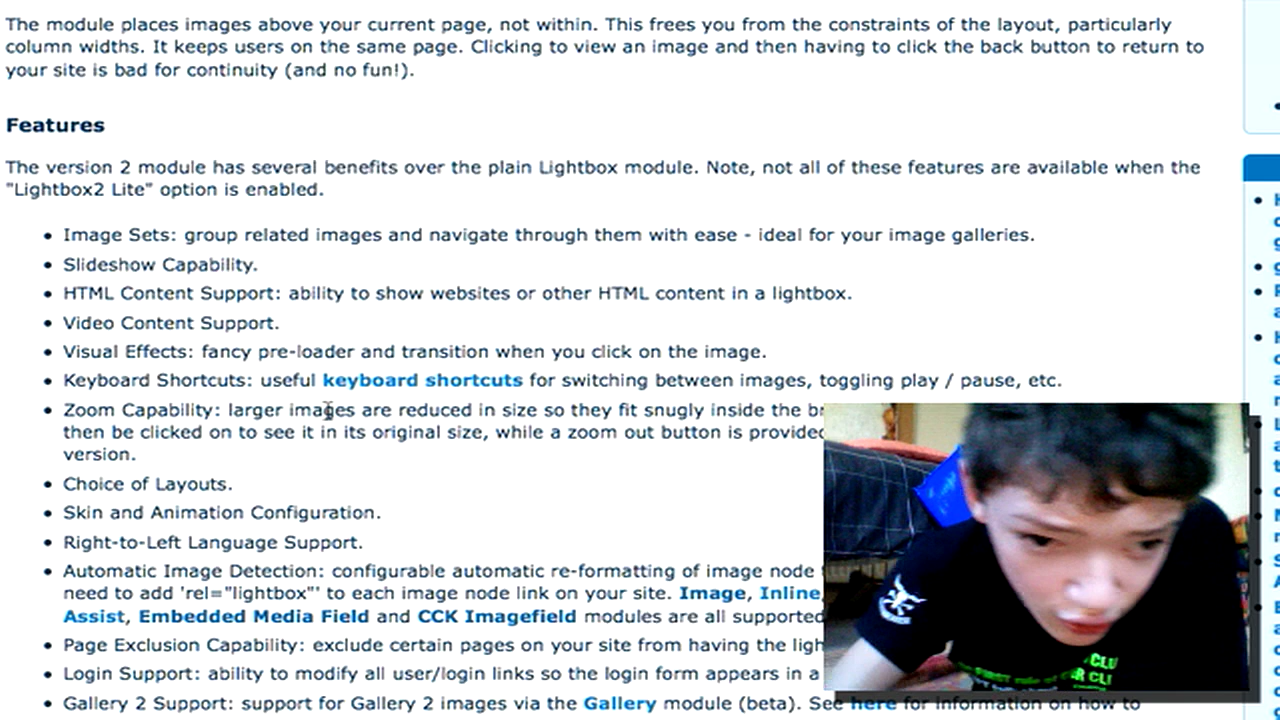 The module places images above your current page, not within. This frees you from the constraints of the layout, particularly
column widths. It keeps users on the same page. Clicking to view an image and then having to click the back button to return to
your site is bad for continuity (and no fun!).
Features
The version 2 module has several benefits over the plain Lightbox module. Note, not all of these features are available when the
"Lightbox2 Lite" option is enabled.
• Image Sets: group related images and navigate through them with ease - ideal for your image galleries.
• Slideshow Capability.
• HTML Content Support: ability to show websites or other HTML content in a lightbox.
• Video Content Support.
• Visual Effects: fancy pre-loader and transition when you click on the image.
• Keyboard Shortcuts: useful keyboard shortcuts for switching between images, toggling play / pause, etc.
• Zoom Capability: larger images are reduced in size so they fit snugly inside the
then be clicked on to see it in its original size, while a zoom out button is provided
version.
• Choice of Layouts.
• Skin and Animation Configuration.
• Right-to-Left Language Support.
• Automatic Image Detection: configurable automatic re-formatting of image node
need to add 'rel="lightbox"' to each image node link on your site. Image, Inline,
Assist, Embedded Media Field and CCK Imagefield modules are all supported
• Page Exclusion Capability: exclude certain pages on your site from having the
• Login Support: ability to modify all user/login links so the login form appears in a
• Gallery 2 Support: support for Gallery 2 images via the Gallery module (beta). See here for information on how to